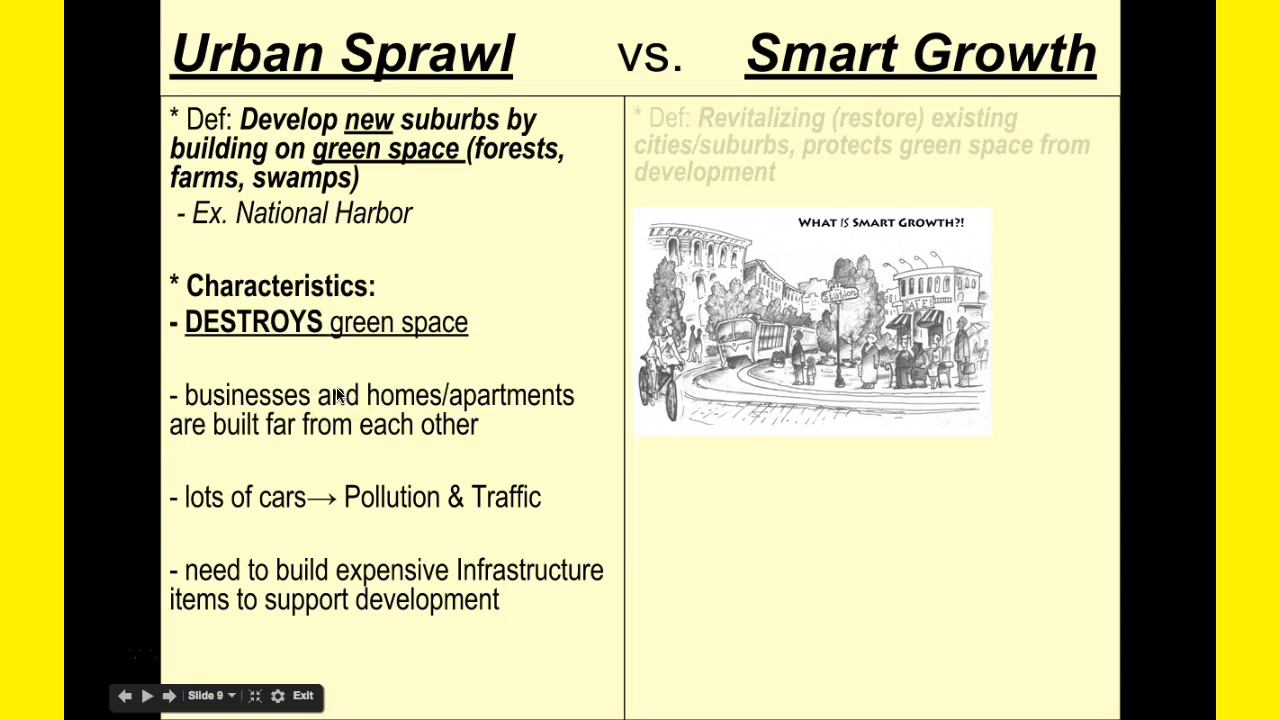 Urban Sprawl vs. Smart Growth
* Def: Develop new suburbs by
building on green space (forests,
farms, swamps)
- Ex. National Harbor
* Characteristics:
- DESTROYS green space
- businesses and homes/apartments
are built far from each other
- lots of cars→ Pollution & Traffic
- need to build expensive Infrastructure
items to support development
* Def: Revitalizing (restore) existing
cities/suburbs, protects green space from
development
WHAT IS SMART GROWTH?!
Station
CAFE!
Slide 9
Exit